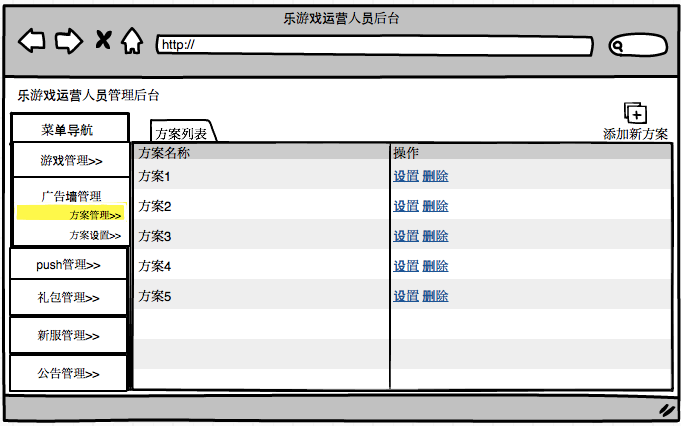 乐游戏运营人员后台
http://
乐游戏运营人员管理后台
添加新方案
菜单导航
方案列表
方案名称 操作
游戏管理>>
方案1 设置 删除
广告墙管理
方案2 设置 删除
方案管理>>
方案3 设置 删除
方案设置>>
push管理>>
方案4 设置 删除
礼包管理>>
方案5 设置 删除
新服管理>>
公告管理>>